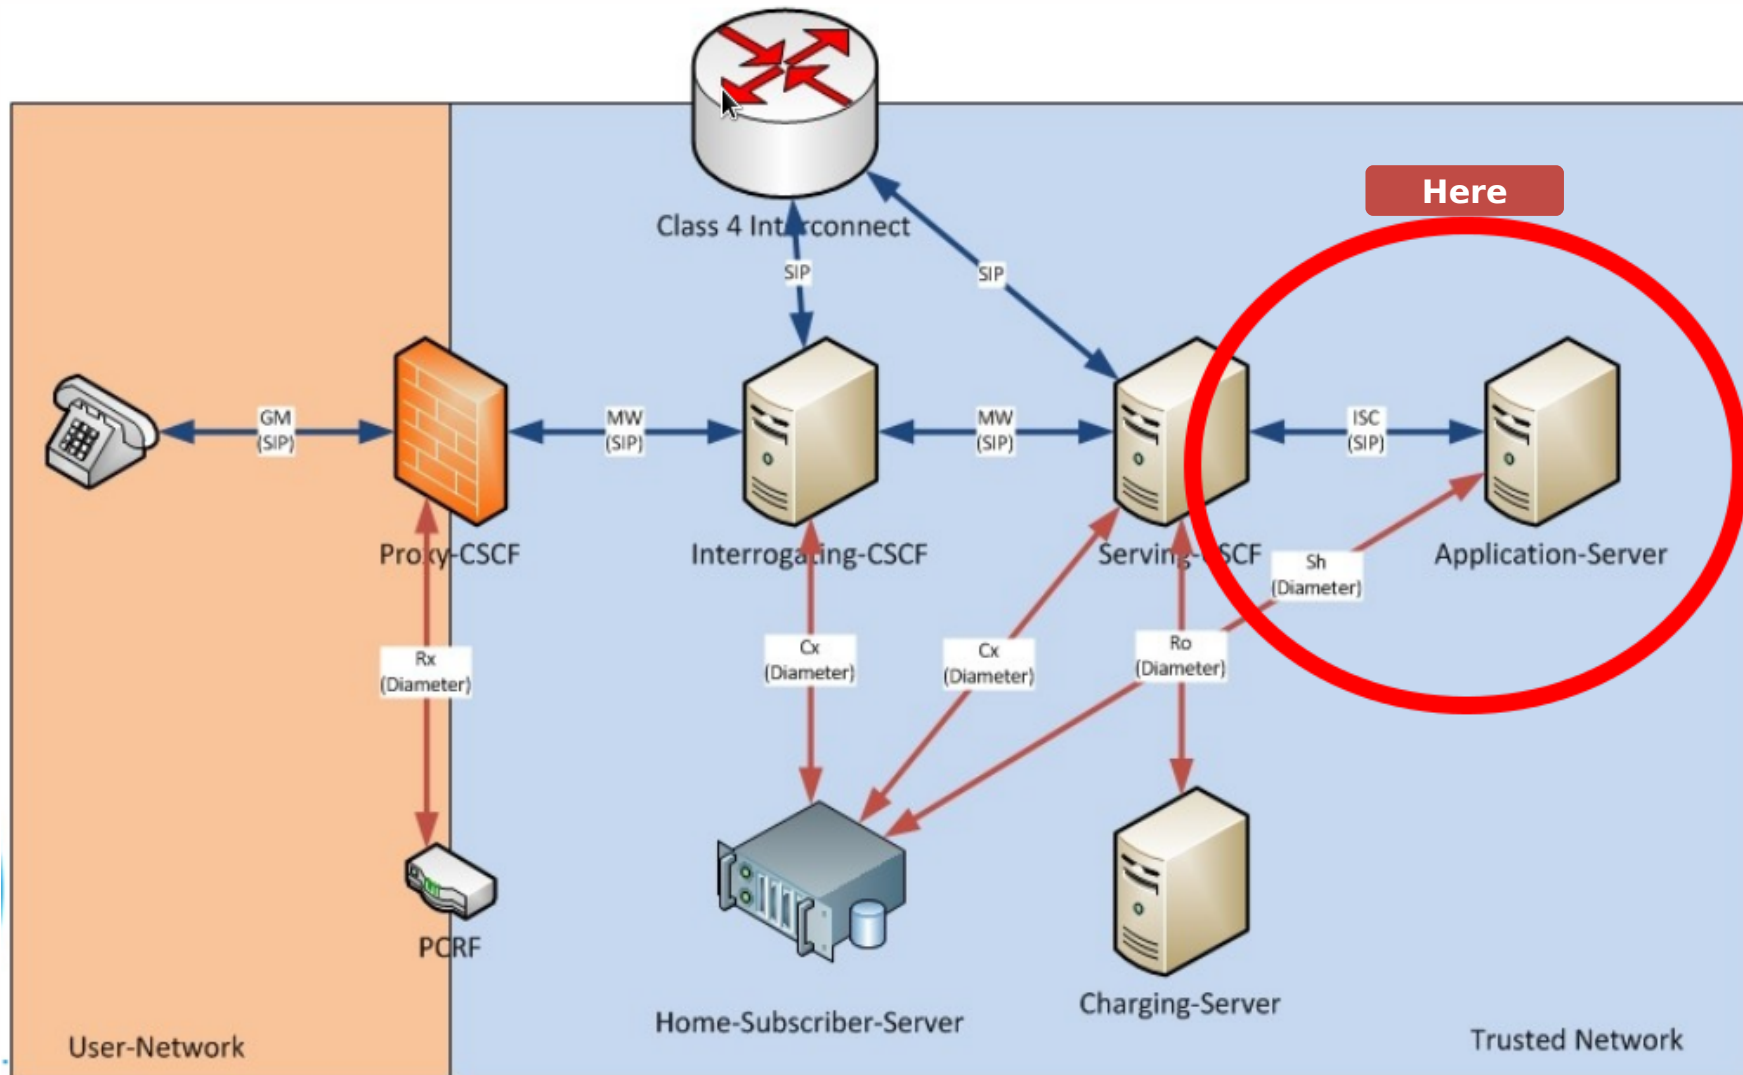 Here
Class 4 Interconnect
SIP
SIP
GM
(SIP)
MW
(SIP)
MW
(SIP)
ISC
(SIP)
Proxy-CSCF
Interrogating-CSCF
Serving-CSCF
Application-Server
Sh
(Diameter)
Rx
(Diameter)
Cx
(Diameter)
Cx
(Diameter)
Ro
(Diameter)
PCRF
Home-Subscriber-Server
Charging-Server
User-Network
Trusted Network